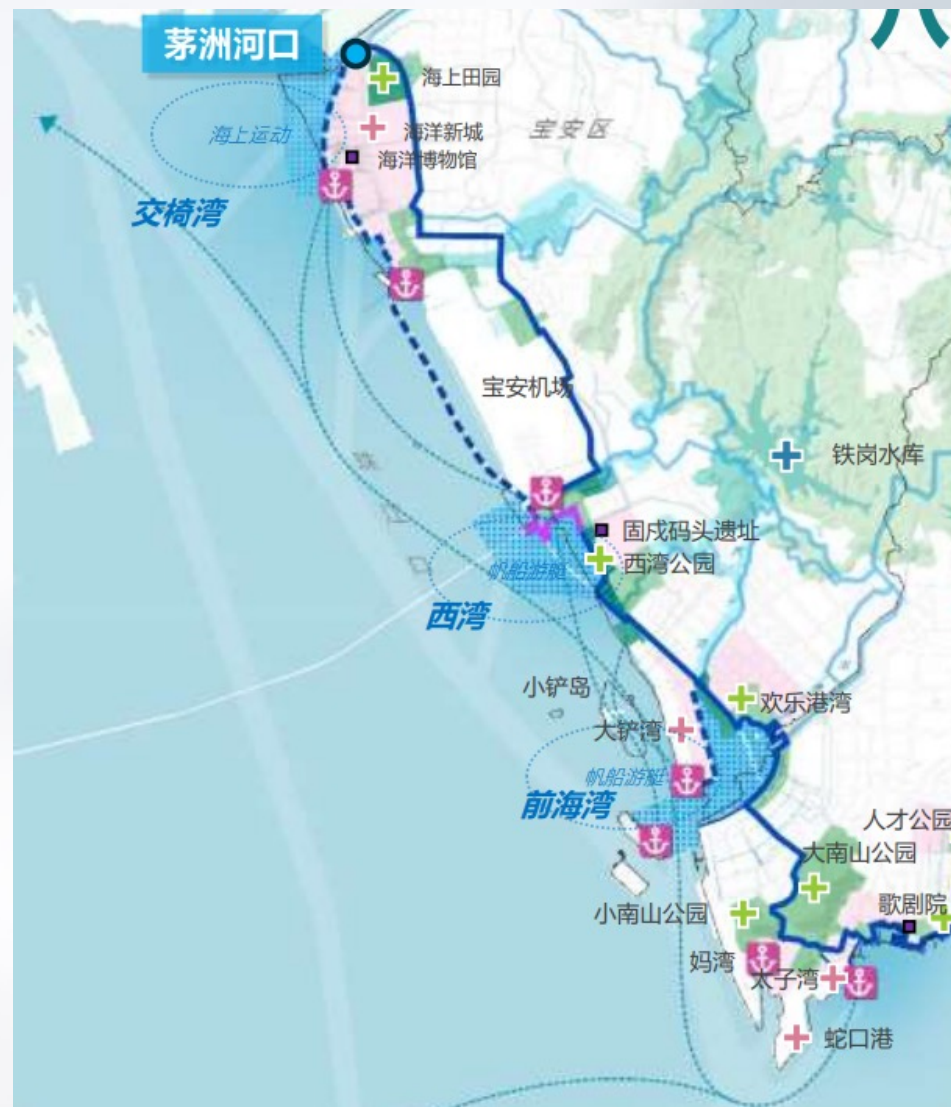 八
茅洲河口
海上田园
海上运动
海洋新城
宝安区
海洋博物馆
交椅湾
宝安机场
铁岗水库
珠
江
固戍码头遗址
西湾公园
帆船游艇
西湾
小铲岛
欢乐港湾
大铲湾
帆船游艇
前海湾
人才公园
大南山公园
小南山公园
歌剧院
妈湾
太子湾
蛇口港